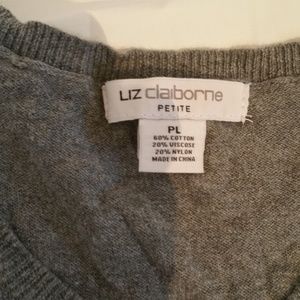 Liz claiborne
PETITE
PL
60% COTTON
20% VISCOSE
20% NYLON
MADE IN CHINA